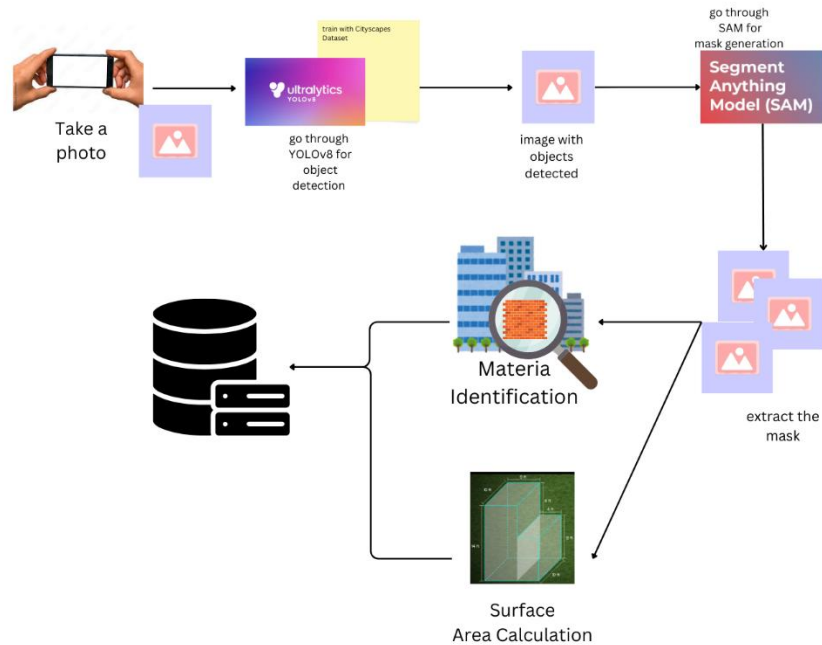 Take a
photo
train with Cityscapes
Dataset
ultralytics
YOLOv8
go through
YOLOv8 for
object
detection
image with
objects
detected
go through
SAM for
mask generation
Segment
Anything
Model (SAM)
extract the
mask
Materia
Identification
Surface
Area Calculation